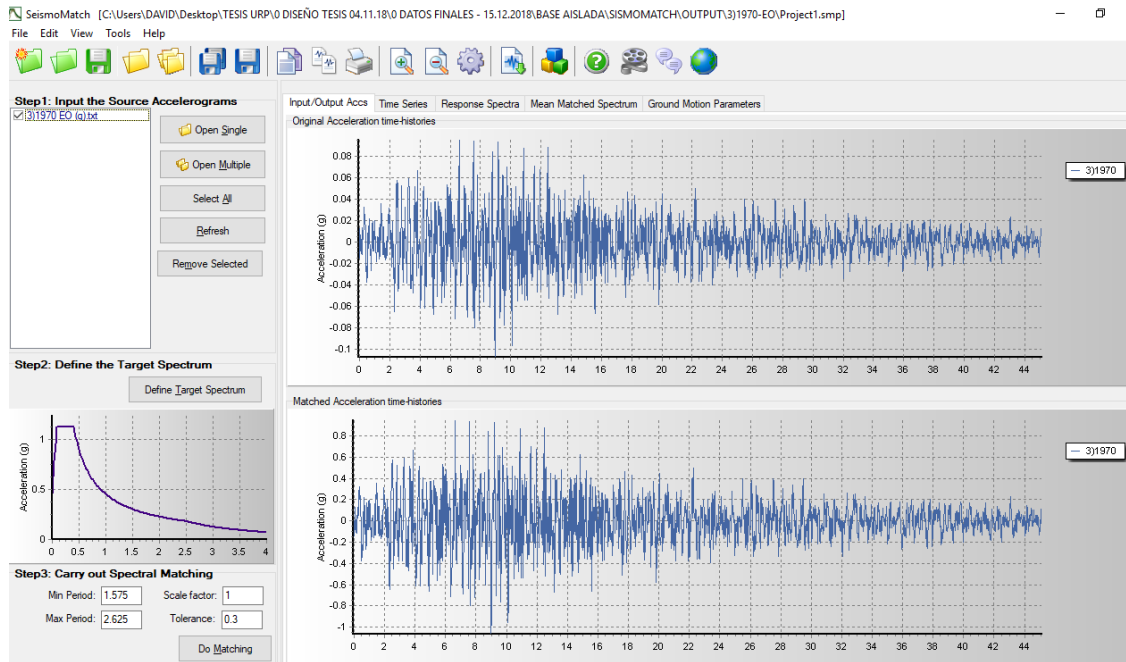 SeismoMatch [C:\Users\DAVID\Desktop\TESIS URP\0 DISEÑO TESIS 04.11.18\0 DATOS FINALES - 15.12.2018\BASE AISLADA\SISMOMATCH\OUTPUT\3)1970-EO\Project1.smp]
File Edit View Tools Help
Step1: Input the Source Accelerograms
3)1970 EO (g).txt
Open Single
Open Multiple
Select All
Refresh
Remove Selected
Step2: Define the Target Spectrum
Define Target Spectrum
Acceleration (g)
1
0.5
0
0 0.5 1 1.5 2 2.5 3 3.5 4
Step3: Carry out Spectral Matching
Min Period: 1.575 Scale factor: 1
Max Period: 2.625 Tolerance: 0.3
Do Matching
Input/Output Accs Time Series Response Spectra Mean Matched Spectrum Ground Motion Parameters
Original Acceleration time-histories
Acceleration (g)
0.08
0.06
0.04
0.02
0
-0.02
-0.04
-0.06
-0.08
-0.1
0 2 4 6 8 10 12 14 16 18 20 22 24 26 28 30 32 34 36 38 40 42 44
3)1970
Matched Acceleration time-histories
Acceleration (g)
0.8
0.6
0.4
0.2
0
-0.2
-0.4
-0.6
-0.8
-1
0 2 4 6 8 10 12 14 16 18 20 22 24 26 28 30 32 34 36 38 40 42 44
3)1970